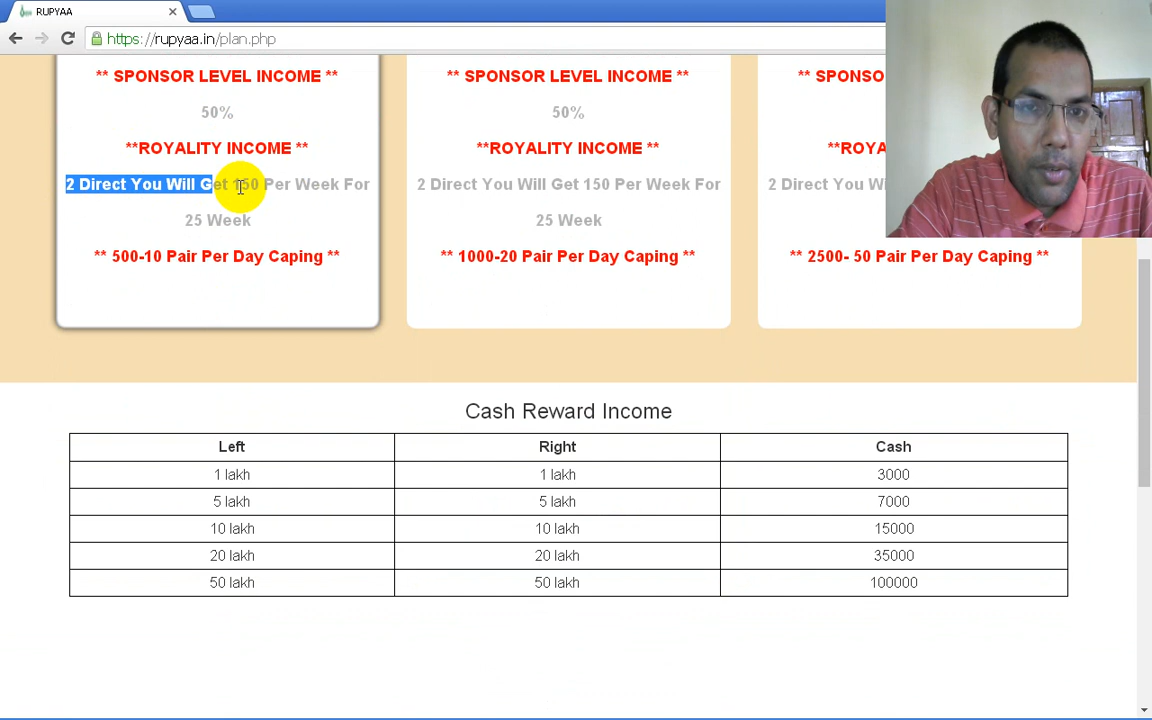 RUPYAA
https://rupyaa.in/plan.php
** SPONSOR LEVEL INCOME **
** SPONSOR LEVEL INCOME **
** SPONSO
50%
50%
**ROYALITY INCOME **
**ROYALITY INCOME **
**ROYA
2 Direct You Will Get 150 Per Week For
2 Direct You Will Get 150 Per Week For
2 Direct You Wi
25 Week
25 Week
** 500-10 Pair Per Day Caping **
** 1000-20 Pair Per Day Caping **
** 2500- 50 Pair Per Day Caping **
Cash Reward Income
Left Right Cash
1 lakh 1 lakh 3000
5 lakh 5 lakh 7000
10 lakh 10 lakh 15000
20 lakh 20 lakh 35000
50 lakh 50 lakh 100000